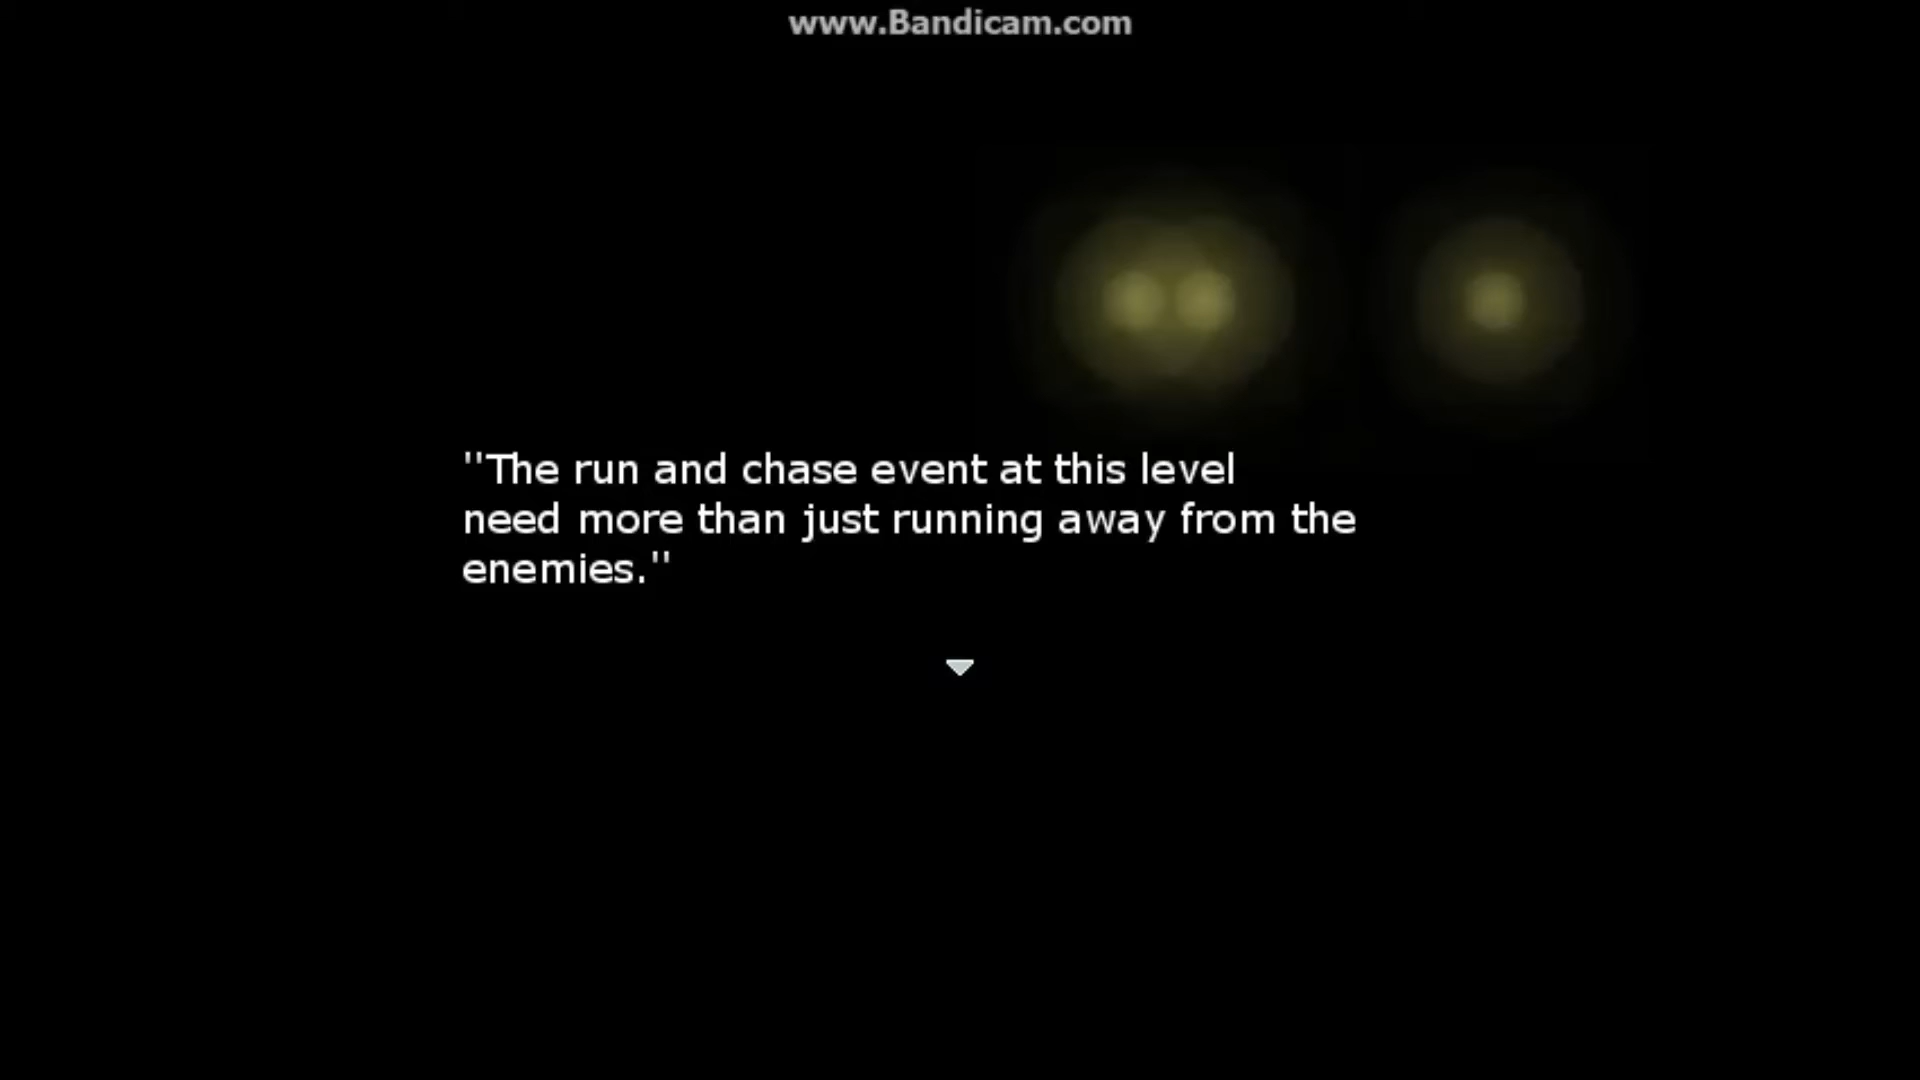 www.Bandicam.com
"The run and chase event at this level
need more than just running away from the
enemies."